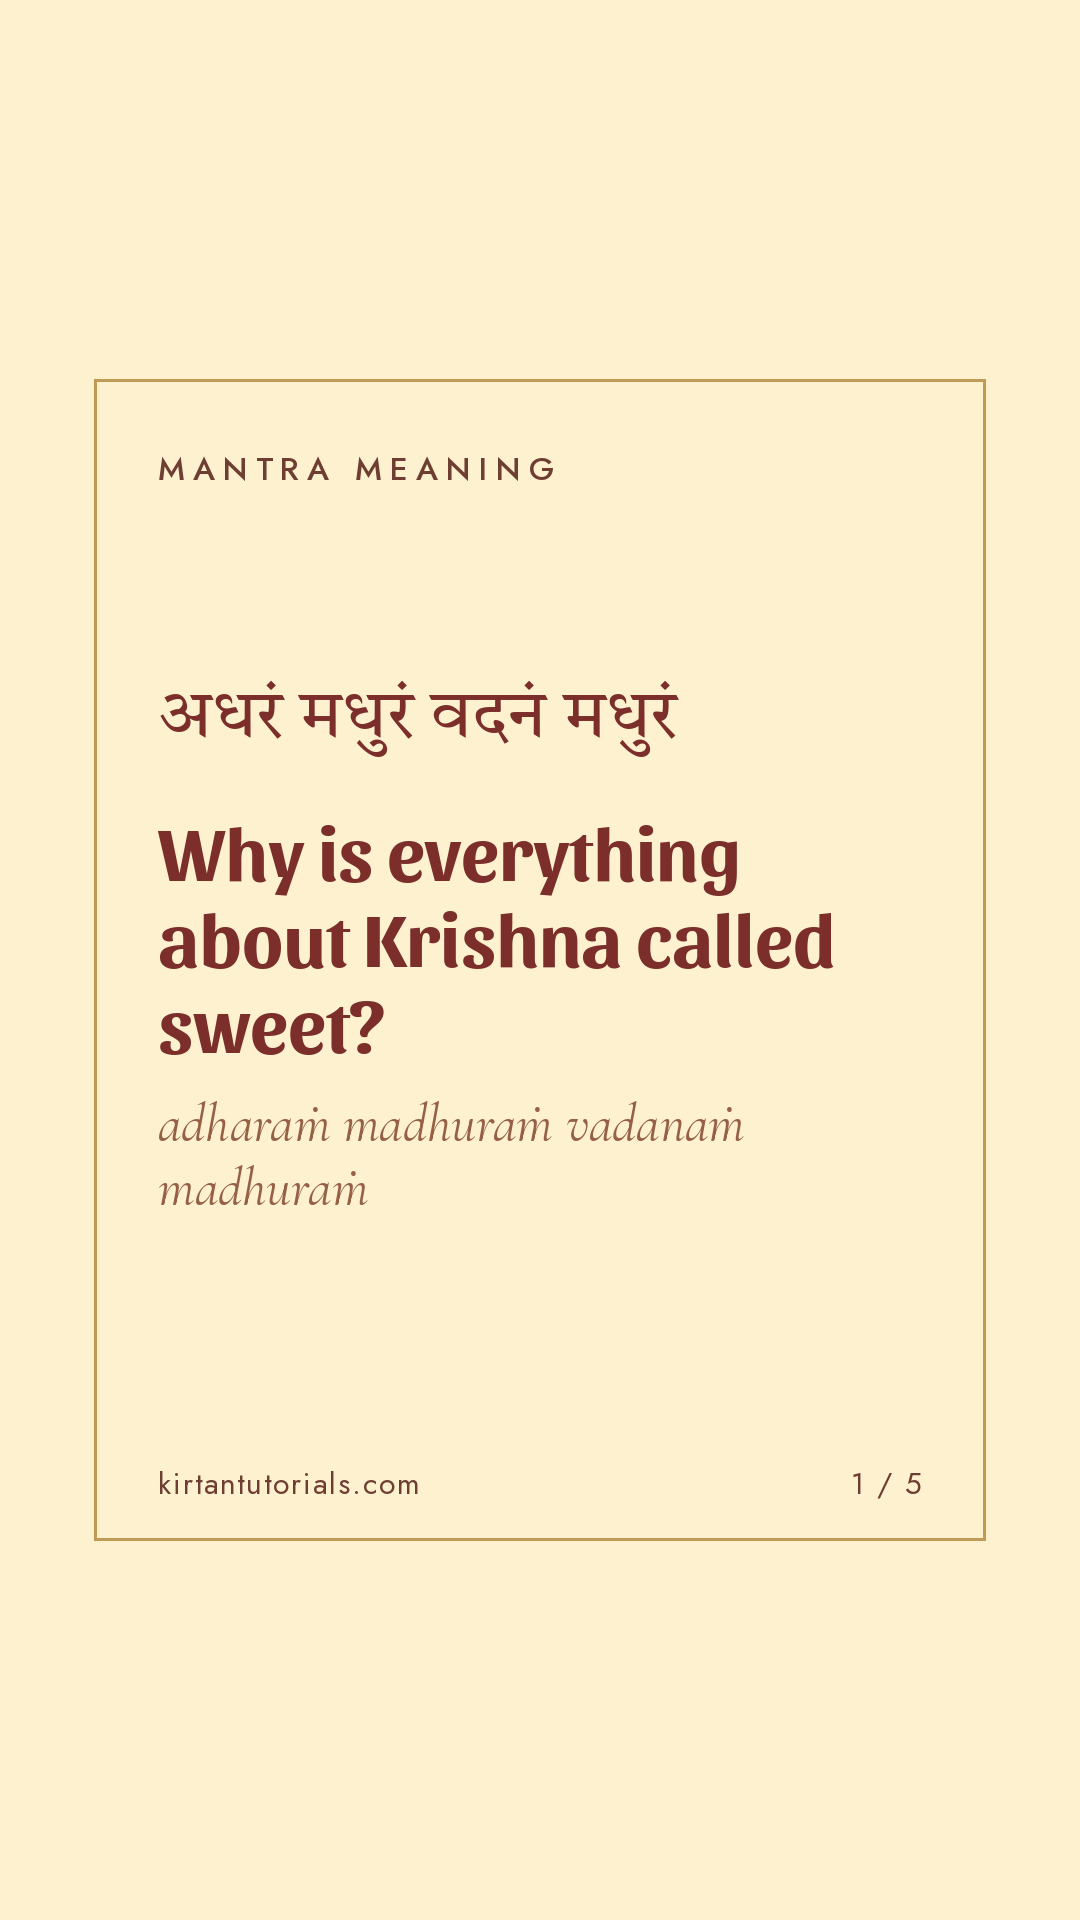 MANTRA MEANING
अधरं मधुरं वदनं मधुरं
Why is everything
about Krishna called
sweet?
adharaṁ madhuraṁ vadanaṁ
madhuraṁ
kirtantutorials.com
1 / 5